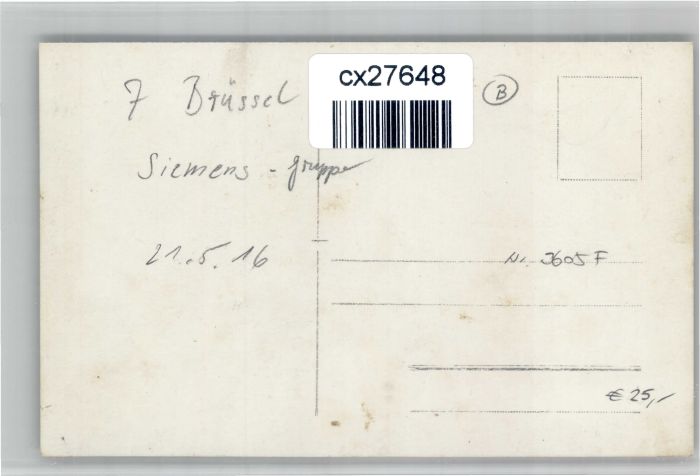 cx27648
7 Brüssel
B
Siemens - gruppe
21.5.16
Nr. 3605 F
€ 25,-